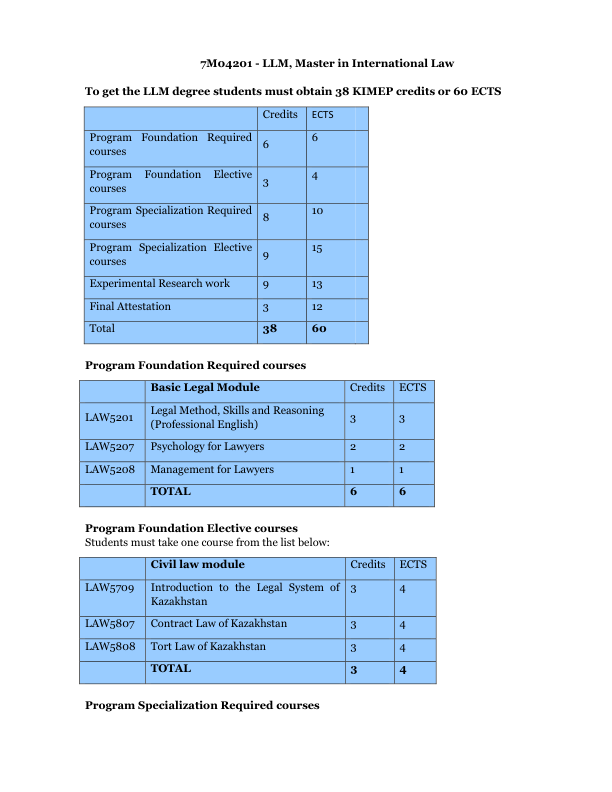 7M04201 - LLM, Master in International Law
To get the LLM degree students must obtain 38 KIMEP credits or 60 ECTS
Credits ECTS
Program Foundation Required
courses 6 6
Program Foundation Elective
courses 3 4
Program Specialization Required
courses 8 10
Program Specialization Elective
courses 9 15
Experimental Research work 9 13
Final Attestation 3 12
Total 38 60
Program Foundation Required courses
Basic Legal Module Credits ECTS
LAW5201 Legal Method, Skills and Reasoning
(Professional English) 3 3
LAW5207 Psychology for Lawyers 2 2
LAW5208 Management for Lawyers 1 1
TOTAL 6 6
Program Foundation Elective courses
Students must take one course from the list below:
Civil law module Credits ECTS
LAW5709 Introduction to the Legal System of
Kazakhstan 3 4
LAW5807 Contract Law of Kazakhstan 3 4
LAW5808 Tort Law of Kazakhstan 3 4
TOTAL 3 4
Program Specialization Required courses